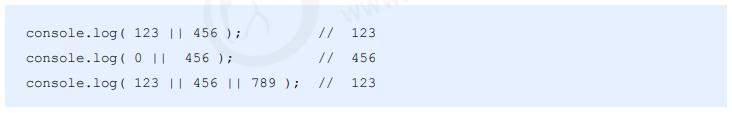 console.log( 123 || 456 );         //  123
console.log( 0 ||  456 );          //  456
console.log( 123 || 456 || 789 );  //  123